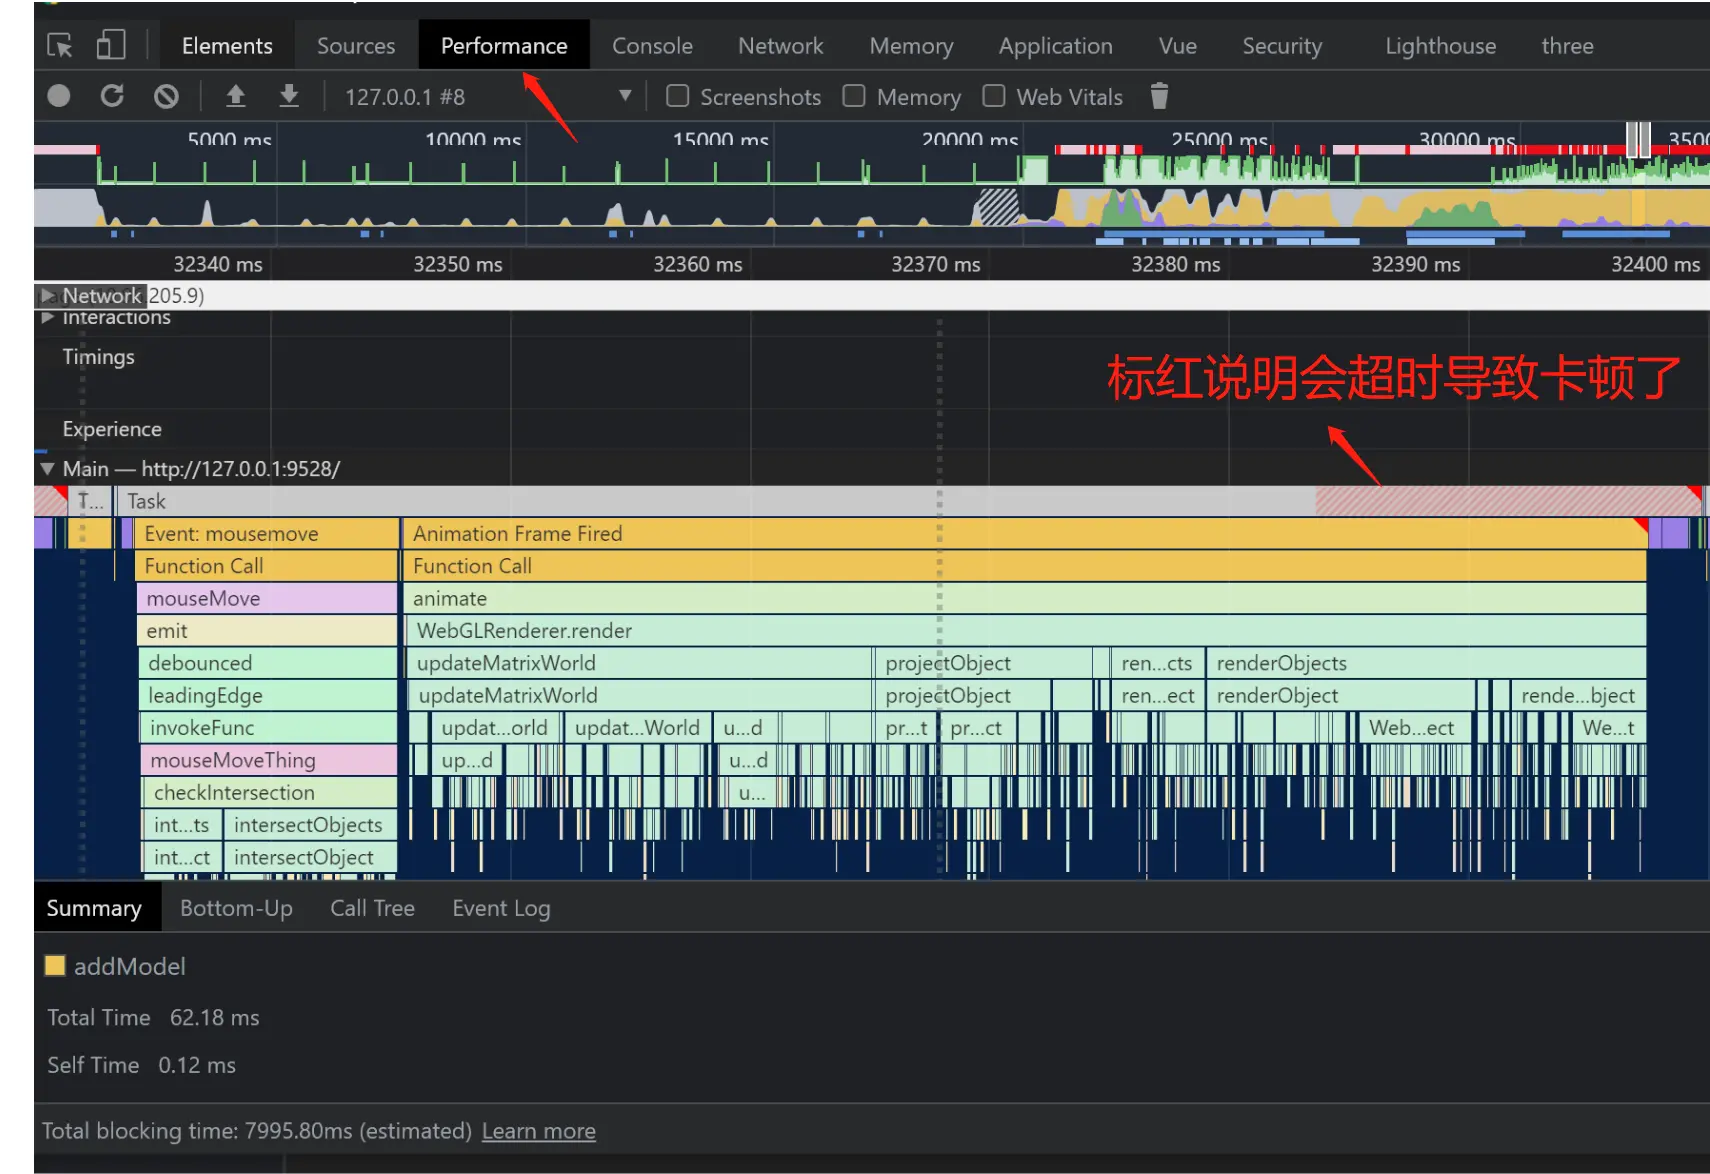 Elements Sources Performance Console Network Memory Application Vue Security Lighthouse three
127.0.0.1 #8 Screenshots Memory Web Vitals
5000 ms 10000 ms 15000 ms 20000 ms 25000 ms 30000 ms 3500
32340 ms 32350 ms 32360 ms 32370 ms 32380 ms 32390 ms 32400 ms
Network 205.9)
Interactions
Timings
标红说明会超时导致卡顿了
Experience
Main — http://127.0.0.1:9528/
T... Task
Event: mousemove Animation Frame Fired
Function Call Function Call
mouseMove animate
emit WebGLRenderer.render
debounced updateMatrixWorld projectObject ren...cts renderObjects
leadingEdge updateMatrixWorld projectObject ren...ect renderObject rende...bject
invokeFunc updat...orld updat...World u...d pr...t pr...ct Web...ect We...t
mouseMoveThing up...d u...d
checkIntersection u...
int...ts intersectObjects
int...ct intersectObject
Summary Bottom-Up Call Tree Event Log
addModel
Total Time 62.18 ms
Self Time 0.12 ms
Total blocking time: 7995.80ms (estimated) Learn more